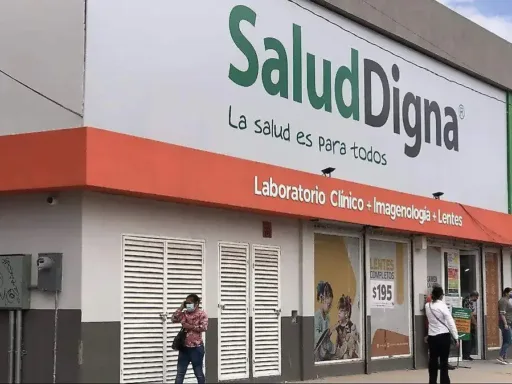 SaludDigna®
La salud es para todos
Laboratorio Clínico + Imagenología + Lentes
LENTES
COMPLETOS
$195